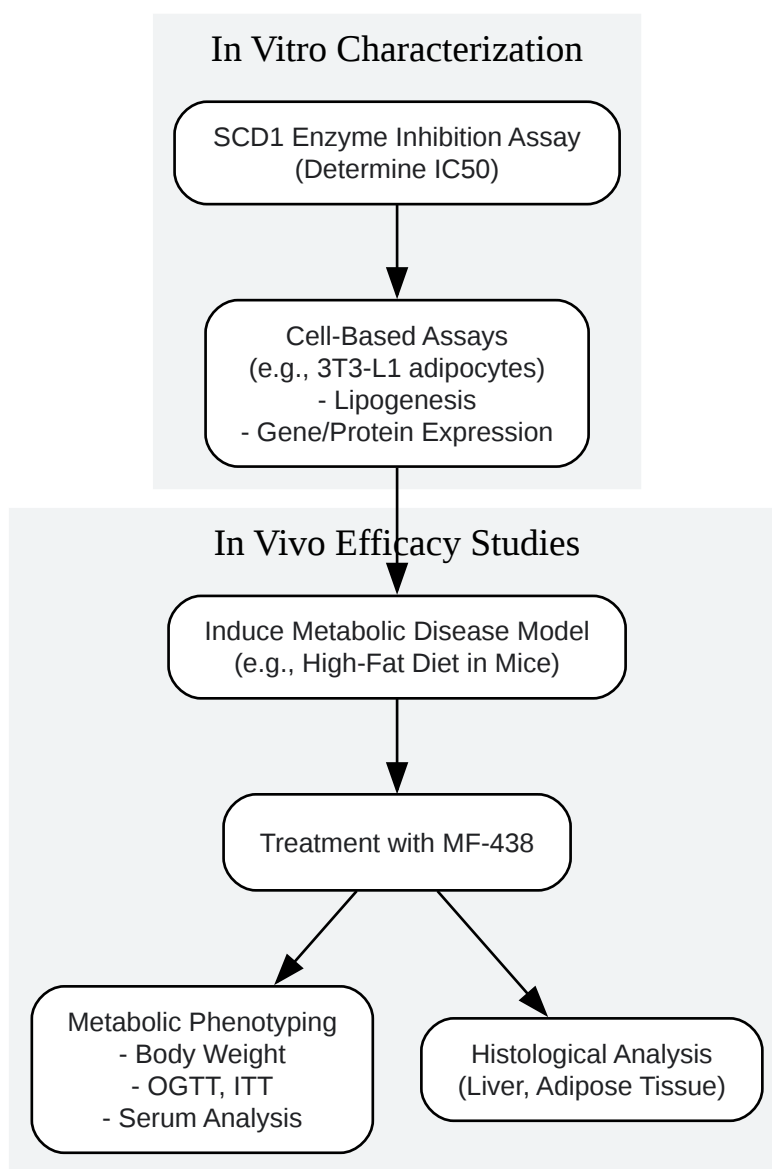 In Vitro Characterization
SCD1 Enzyme Inhibition Assay
(Determine IC50)
Cell-Based Assays
(e.g., 3T3-L1 adipocytes)
- Lipogenesis
- Gene/Protein Expression
In Vivo Efficacy Studies
Induce Metabolic Disease Model
(e.g., High-Fat Diet in Mice)
Treatment with MF-438
Metabolic Phenotyping
- Body Weight
- OGTT, ITT
- Serum Analysis
Histological Analysis
(Liver, Adipose Tissue)